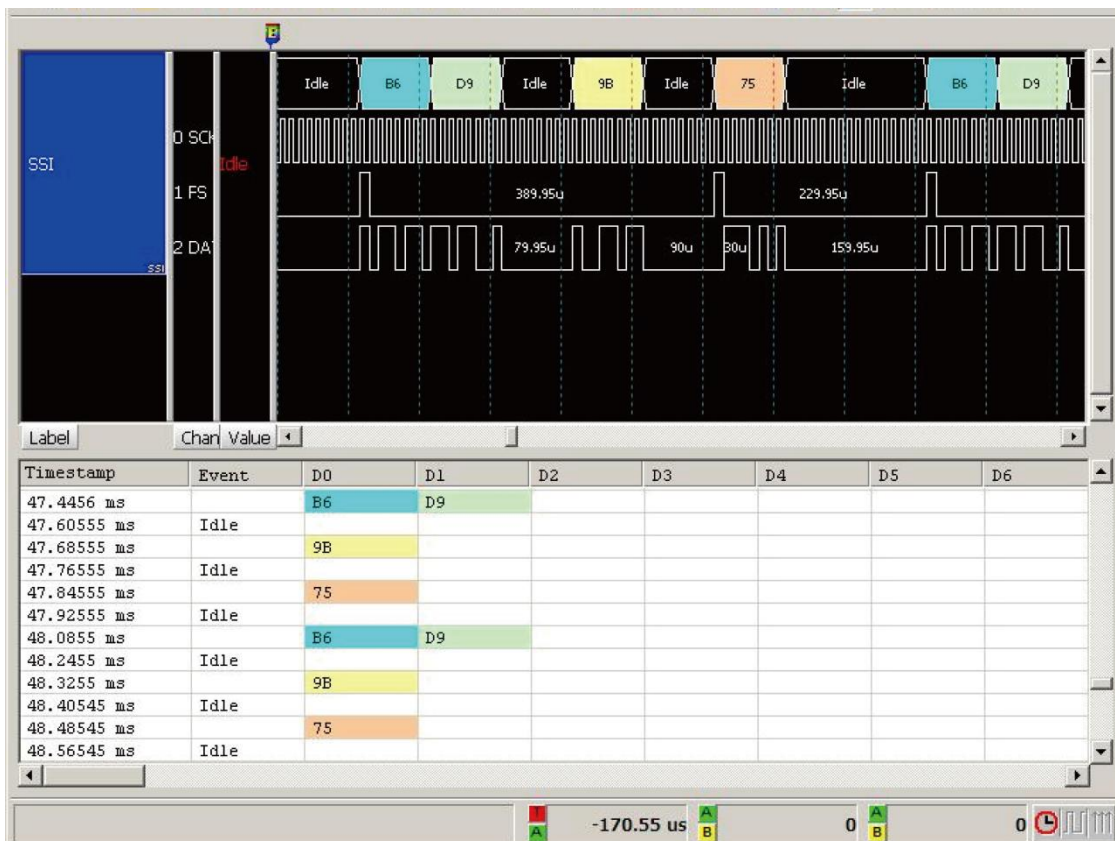 Idle B6 D9 Idle 9B Idle 75 Idle B6 D9
0 SCK
SSI Idle
1 FS 389.95u 229.95u
2 DA 79.95u 90u 30u 159.95u
SSI
Label Chan Value
Timestamp Event D0 D1 D2 D3 D4 D5 D6
47.4456 ms B6 D9
47.60555 ms Idle
47.68555 ms 9B
47.76555 ms Idle
47.84555 ms 75
47.92555 ms Idle
48.0855 ms B6 D9
48.2455 ms Idle
48.3255 ms 9B
48.40545 ms Idle
48.48545 ms 75
48.56545 ms Idle
T A -170.55 us A B 0 A B 0